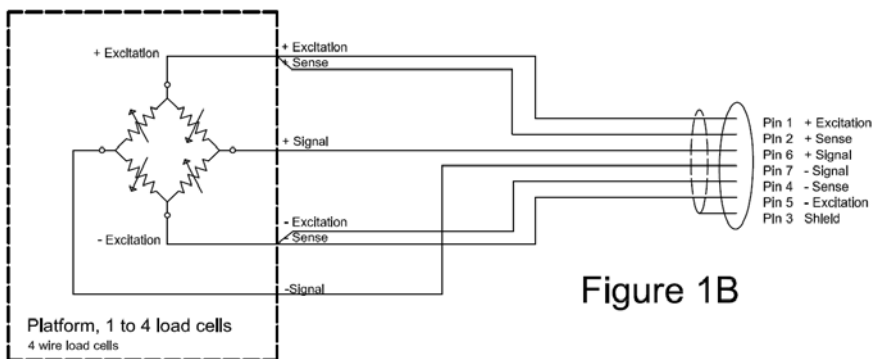 + Excitation
+ Excitation
+ Sense
+ Signal
- Excitation
- Sense
- Excitation
-Signal
Platform, 1 to 4 load cells
4 wire load cells
Pin 1 + Excitation
Pin 2 + Sense
Pin 6 + Signal
Pin 7 - Signal
Pin 4 - Sense
Pin 5 - Excitation
Pin 3 Shield
Figure 1B